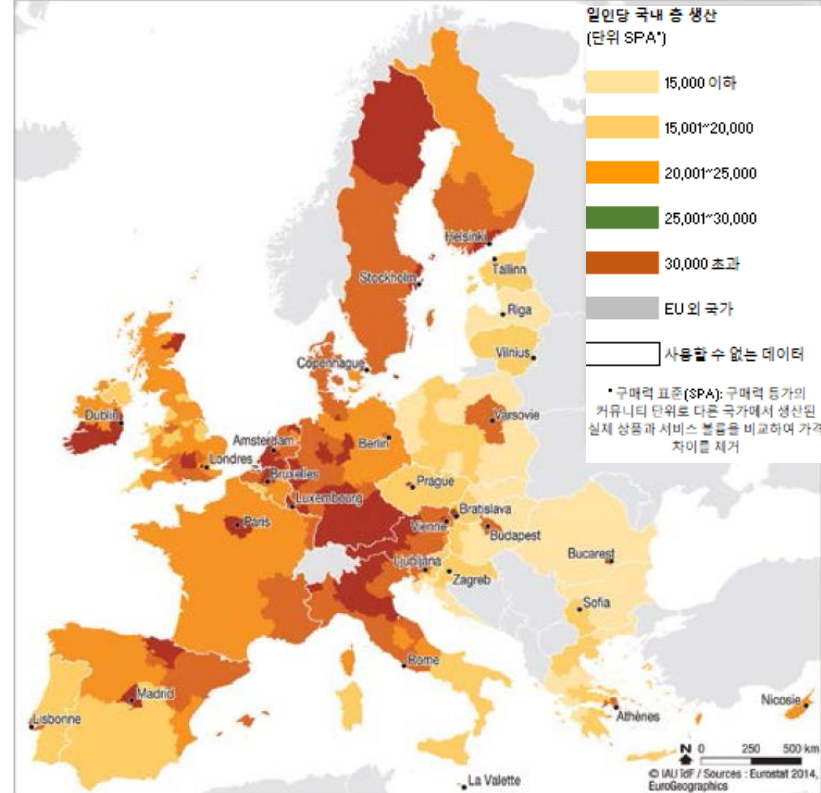 일인당 국내 층 생산
(단위 SPA*)
15,000 이하
15,001~20,000
20,001~25,000
25,001~30,000
30,000 초과
EU 외 국가
사용할 수 없는 데이터
* 구매력 표준(SPA): 구매력 등가의
커뮤니티 단위로 다른 국가에서 생산된
실제 상품과 서비스 볼륨을 비교하여 가격
차이를 제거
Helsinki
Tallinn
Stockholm
Riga
Vilnius
Copenhague
Dublin
Varsovie
Amsterdam
Berlin
Londres
Bruxelles
Prague
Luxembourg
Bratislava
Paris
Vienne
Budapest
Ljubljana
Bucarest
Zagreb
Sofia
Rome
Madrid
Nicosie
Lisbonne
Athènes
N 0 250 500 km
La Valette
© IAU îdF / Sources : Eurostat 2014,
EuroGeographics